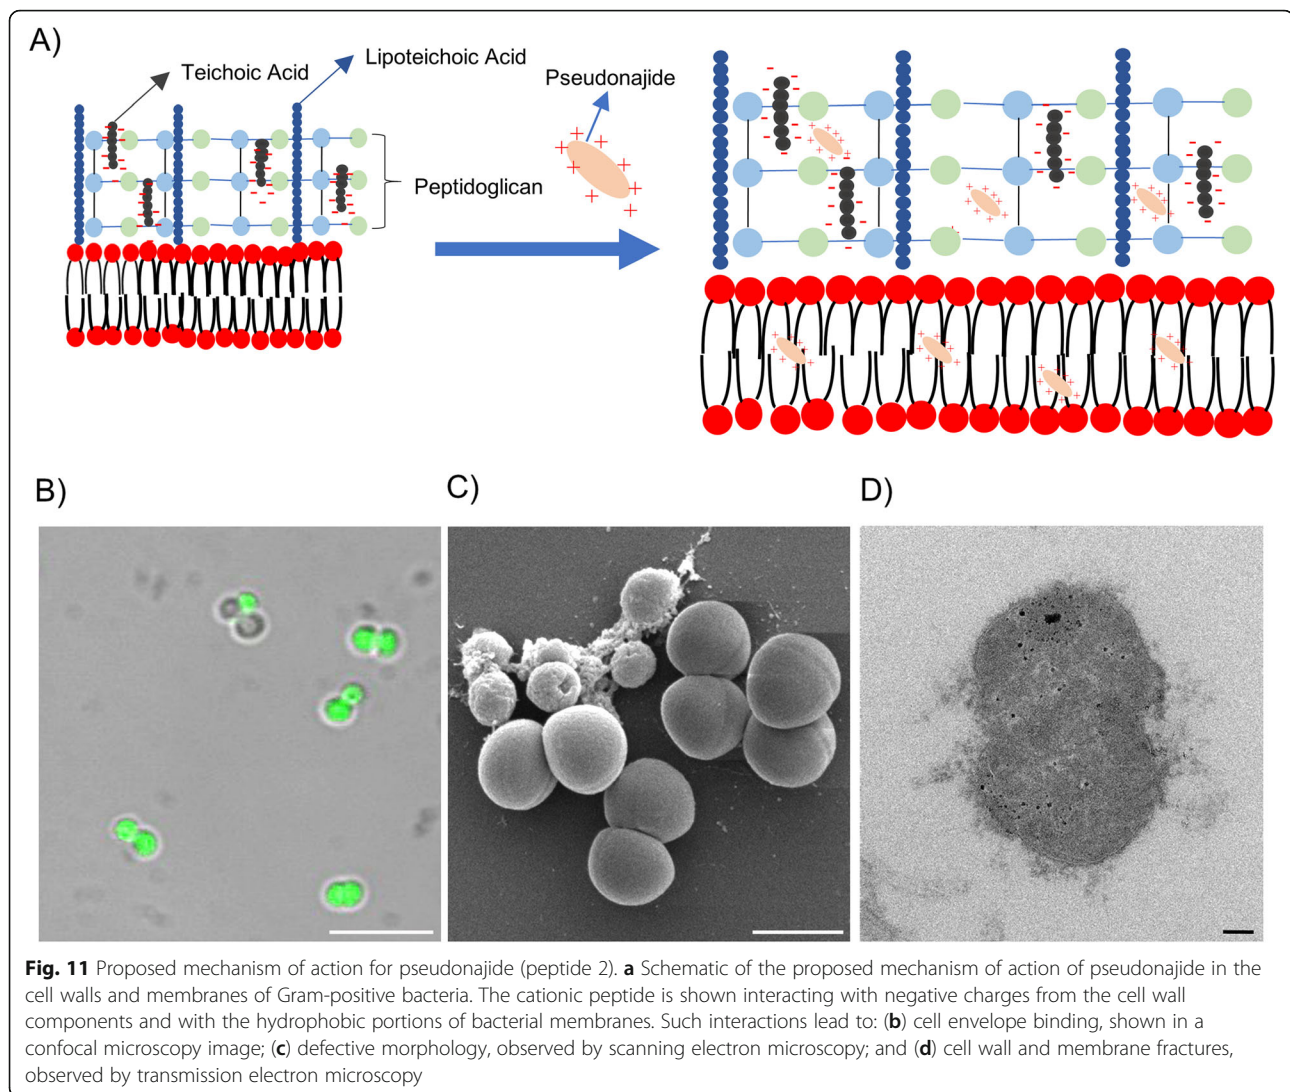 A)
Teichoic Acid
Lipoteichoic Acid
Pseudonajide
Peptidoglican
B)
C)
D)
Fig. 11 Proposed mechanism of action for pseudonajide (peptide 2). a Schematic of the proposed mechanism of action of pseudonajide in the
cell walls and membranes of Gram-positive bacteria. The cationic peptide is shown interacting with negative charges from the cell wall
components and with the hydrophobic portions of bacterial membranes. Such interactions lead to: (b) cell envelope binding, shown in a
confocal microscopy image; (c) defective morphology, observed by scanning electron microscopy; and (d) cell wall and membrane fractures,
observed by transmission electron microscopy